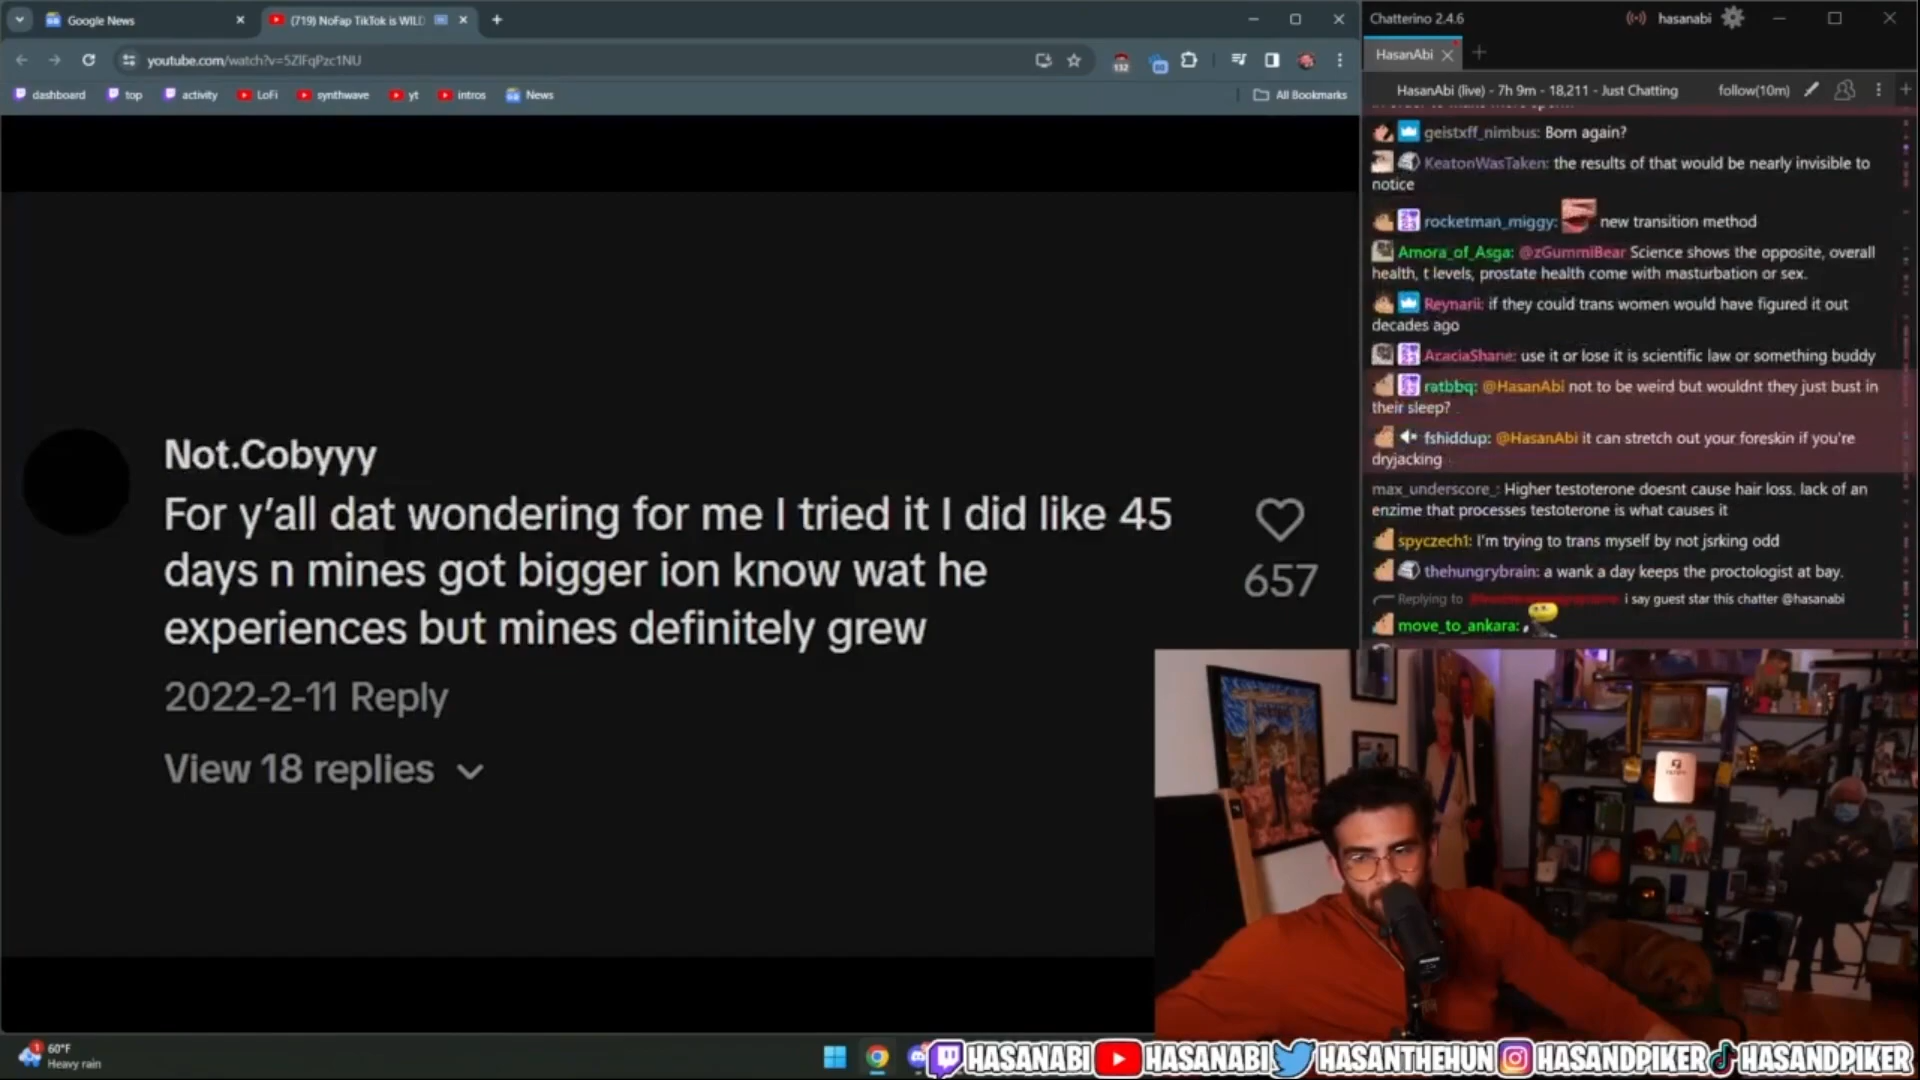 Google News
(719) NoFap TikTok is WILD
youtube.com/watch?v=5ZlFqPzc1NU
132
dashboard
top
activity
LoFi
synthwave
yt
intros
News
All Bookmarks
Not.Cobyyy
For y'all dat wondering for me I tried it I did like 45
days n mines got bigger ion know wat he
experiences but mines definitely grew
657
2022-2-11 Reply
View 18 replies
Chatterino 2.4.6
hasanabi
HasanAbi
HasanAbi (live) - 7h 9m - 18,211 - Just Chatting
follow(10m)
geistxff_nimbus: Born again?
KeatonWasTaken: the results of that would be nearly invisible to
notice
rocketman_miggy: new transition method
Amora_of_Asga: @zGummiBear Science shows the opposite, overall
health, t levels, prostate health come with masturbation or sex.
Reynarii: if they could trans women would have figured it out
decades ago
AcaciaShane: use it or lose it is scientific law or something buddy
ratbbq: @HasanAbi not to be weird but wouldnt they just bust in
their sleep?
fshiddup: @HasanAbi it can stretch out your foreskin if you're
dryjacking
max_underscore_: Higher testoterone doesnt cause hair loss. lack of an
enzime that processes testoterone is what causes it
spyczech1: I'm trying to trans myself by not jsrking odd
thehungrybrain: a wank a day keeps the proctologist at bay.
Replying to i say guest star this chatter @hasanabi
move_to_ankara:
1
60°F
Heavy rain
HASANABI
HASANABI
HASANTHEHUN
HASANDPIKER
HASANDPIKER